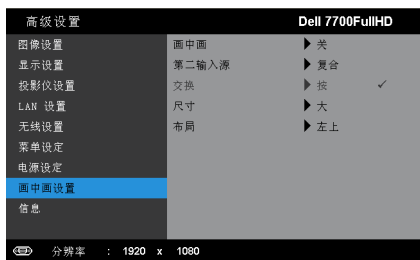 高级设置 Dell 7700FullHD
图像设置 画中画 关
显示设置 第二输入源 复合
投影仪设置 交换 按 ✓
LAN 设置 尺寸 大
无线设置 布局 左上
菜单设定
电源设定
画中画设置
信息
分辨率 : 1920 x 1080